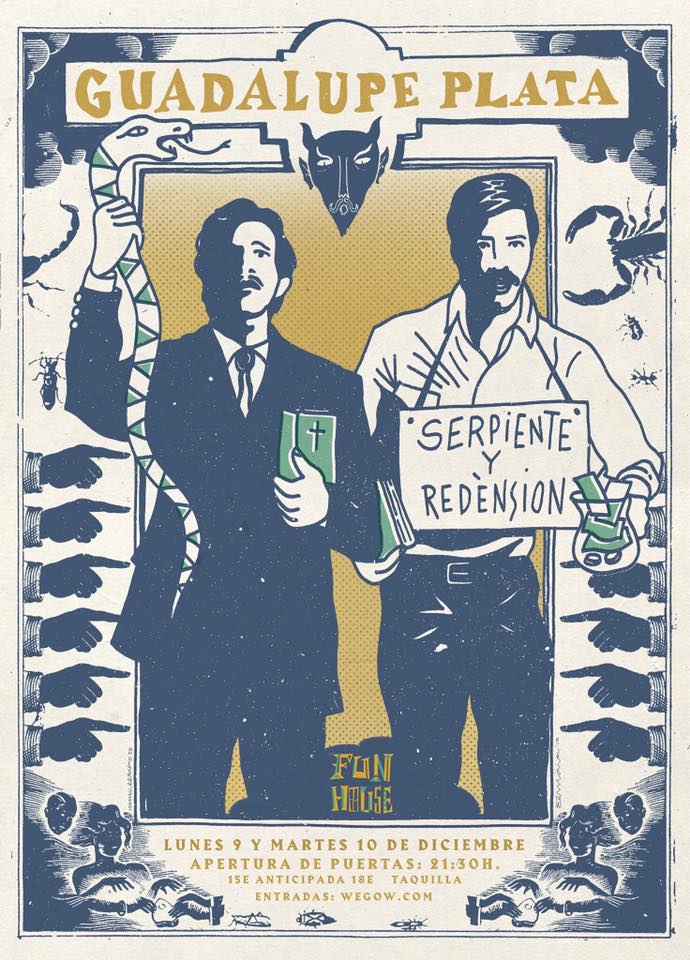 GUADALUPE PLATA
SERPIENTE
Y
REDÈNSION
FUN
HOUSE
LUNES 9 Y MARTES 10 DE DICIEMBRE
APERTURA DE PUERTAS: 21:30H.
15E ANTICIPADA 18E TAQUILLA
ENTRADAS: WEGOW.COM